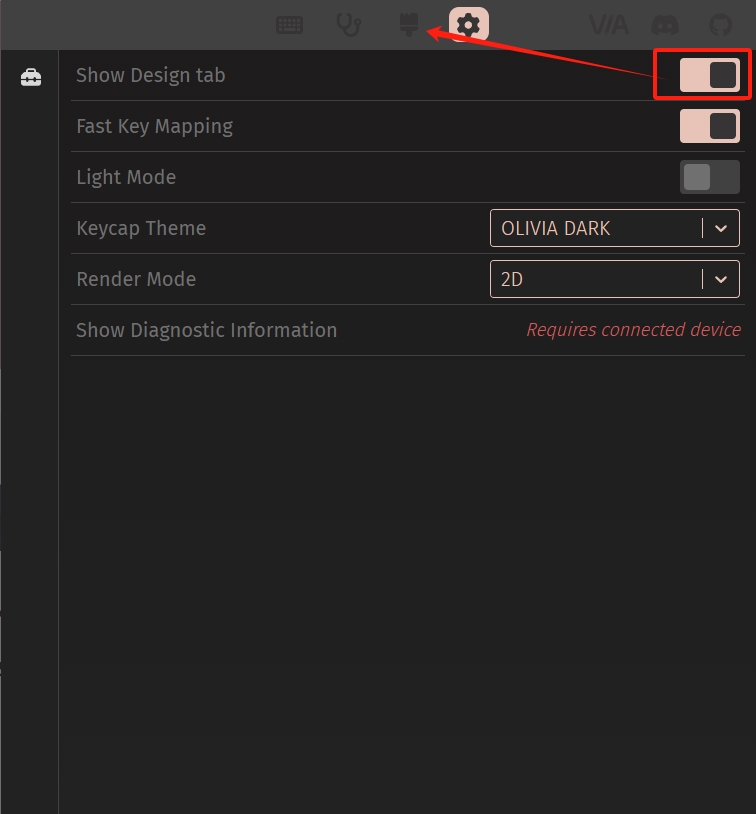 VIA
Show Design tab
Fast Key Mapping
Light Mode
Keycap Theme
OLIVIA DARK
Render Mode
2D
Show Diagnostic Information
Requires connected device